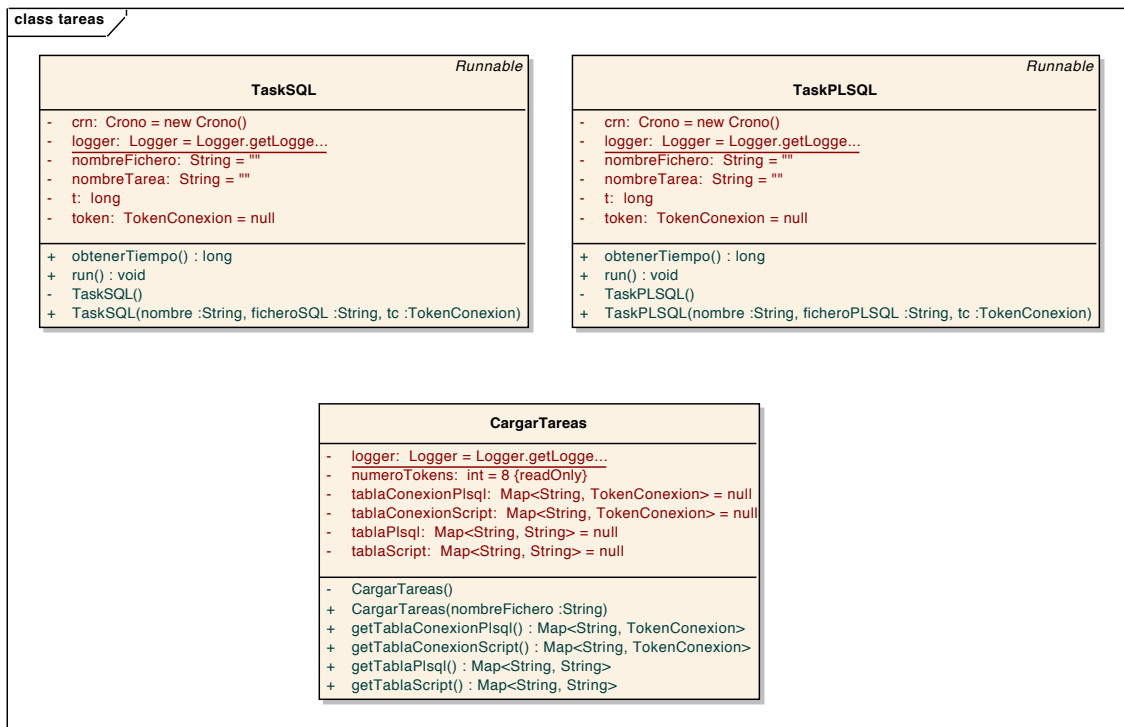 class tareas
Runnable
TaskSQL
- crn: Crono = new Crono()
- logger: Logger = Logger.getLogge...
- nombreFichero: String = ""
- nombreTarea: String = ""
- t: long
- token: TokenConexion = null
+ obtenerTiempo() : long
+ run() : void
- TaskSQL()
+ TaskSQL(nombre :String, ficheroSQL :String, tc :TokenConexion)
Runnable
TaskPLSQL
- crn: Crono = new Crono()
- logger: Logger = Logger.getLogge...
- nombreFichero: String = ""
- nombreTarea: String = ""
- t: long
- token: TokenConexion = null
+ obtenerTiempo() : long
+ run() : void
- TaskPLSQL()
+ TaskPLSQL(nombre :String, ficheroPLSQL :String, tc :TokenConexion)
CargarTareas
- logger: Logger = Logger.getLogge...
- numeroTokens: int = 8 {readOnly}
- tablaConexionPlsql: Map<String, TokenConexion> = null
- tablaConexionScript: Map<String, TokenConexion> = null
- tablaPlsql: Map<String, String> = null
- tablaScript: Map<String, String> = null
- CargarTareas()
+ CargarTareas(nombreFichero :String)
+ getTablaConexionPlsql() : Map<String, TokenConexion>
+ getTablaConexionScript() : Map<String, TokenConexion>
+ getTablaPlsql() : Map<String, String>
+ getTablaScript() : Map<String, String>